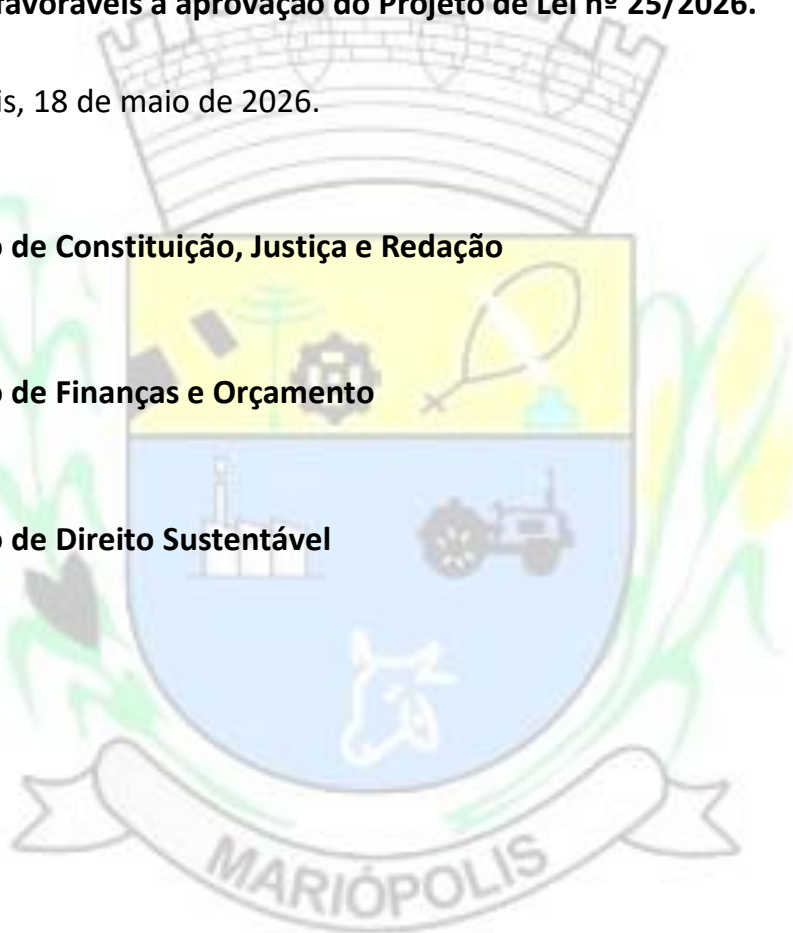 favoráveis à aprovação do Projeto de Lei nº 25/2026.
is, 18 de maio de 2026.
o de Constituição, Justiça e Redação
o de Finanças e Orçamento
o de Direito Sustentável
MARIÓPOLIS